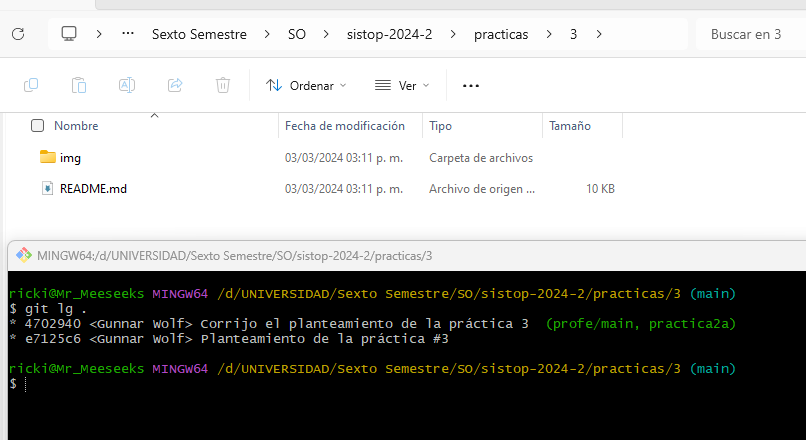 Sexto Semestre > SO > sistop-2024-2 > practicas > 3 > Buscar en 3
Ordenar Ver
Nombre Fecha de modificación Tipo Tamaño
img 03/03/2024 03:11 p. m. Carpeta de archivos
README.md 03/03/2024 03:11 p. m. Archivo de origen ... 10 KB
MINGW64:/d/UNIVERSIDAD/Sexto Semestre/SO/sistop-2024-2/practicas/3
ricki@Mr_Meeseeks MINGW64 /d/UNIVERSIDAD/Sexto Semestre/SO/sistop-2024-2/practicas/3 (main)
$ git lg .
* 4702940 <Gunnar Wolf> Corrijo el planteamiento de la práctica 3 (profe/main, practica2a)
* e7125c6 <Gunnar Wolf> Planteamiento de la práctica #3
ricki@Mr_Meeseeks MINGW64 /d/UNIVERSIDAD/Sexto Semestre/SO/sistop-2024-2/practicas/3 (main)
$